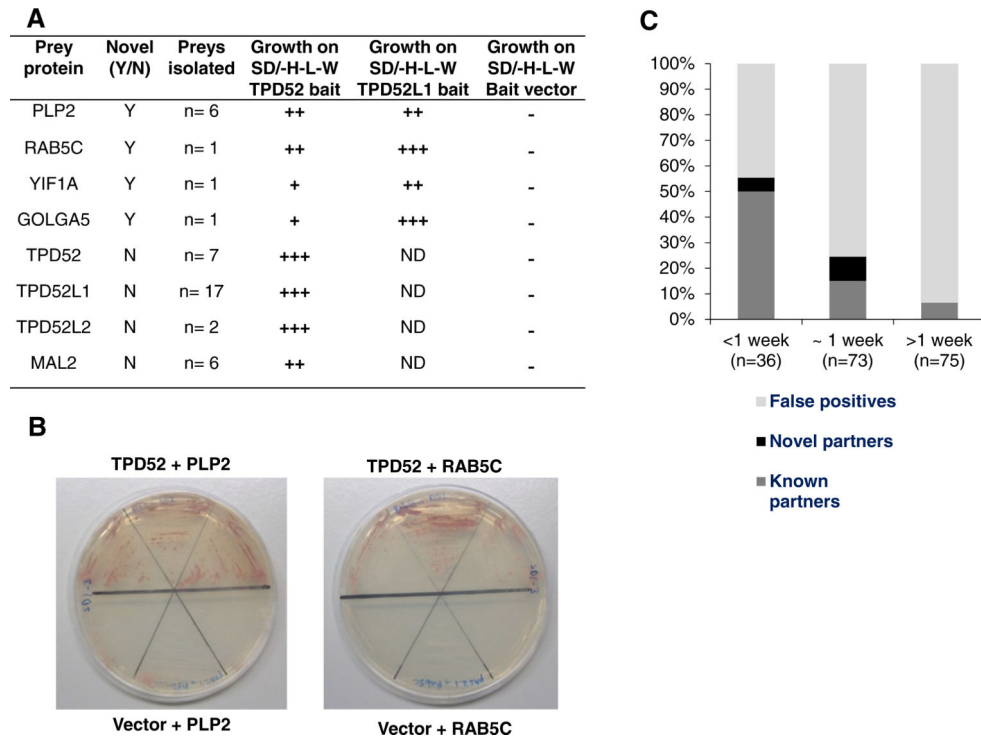 A
Prey protein Novel (Y/N) Preys isolated Growth on SD/-H-L-W TPD52 bait Growth on SD/-H-L-W TPD52L1 bait Growth on SD/-H-L-W Bait vector
PLP2 Y n= 6 ++ ++ -
RAB5C Y n= 1 ++ +++ -
YIF1A Y n= 1 + ++ -
GOLGA5 Y n= 1 + +++ -
TPD52 N n= 7 +++ ND -
TPD52L1 N n= 17 +++ ND -
TPD52L2 N n= 2 +++ ND -
MAL2 N n= 6 ++ ND -
B
TPD52 + PLP2
TPD52 + RAB5C
Vector + PLP2
Vector + RAB5C
C
100%
90%
80%
70%
60%
50%
40%
30%
20%
10%
0%
<1 week ~ 1 week >1 week
(n=36) (n=73) (n=75)
False positives
Novel partners
Known
partners